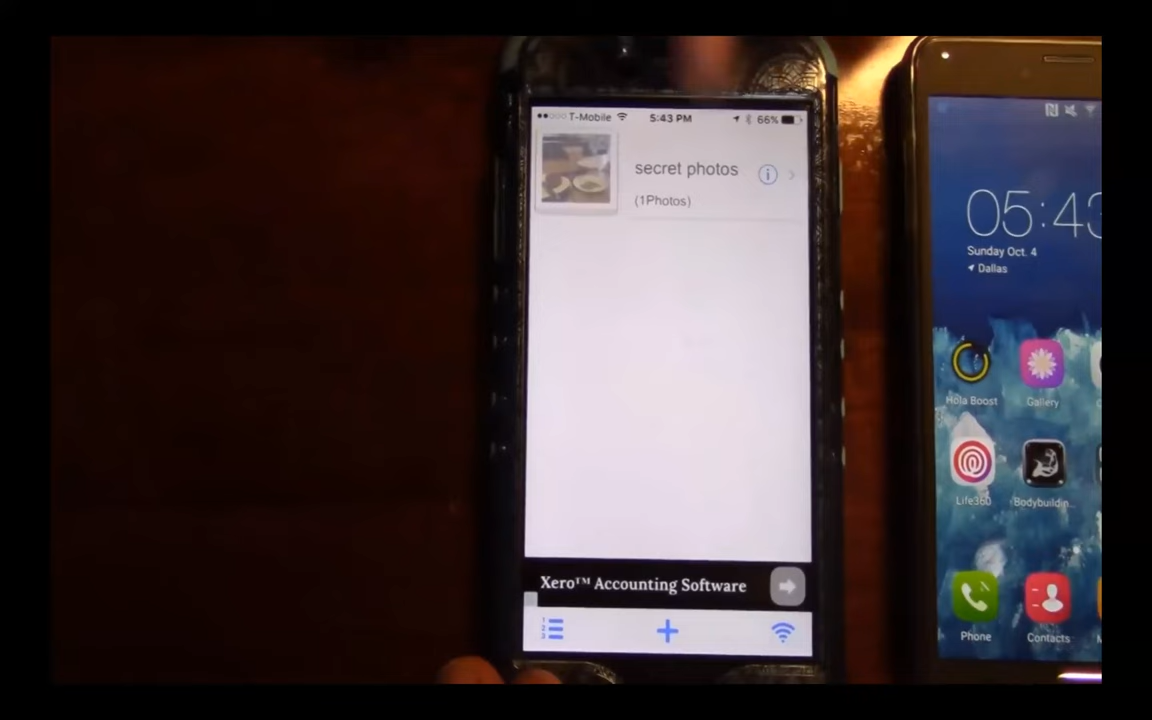 T-Mobile 5:43 PM 66%
secret photos
(1Photos)
Xero™ Accounting Software
05:43
Sunday Oct. 4
Dallas
Hola Boost
Gallery
Life360
Bodybuildin...
Phone
Contacts